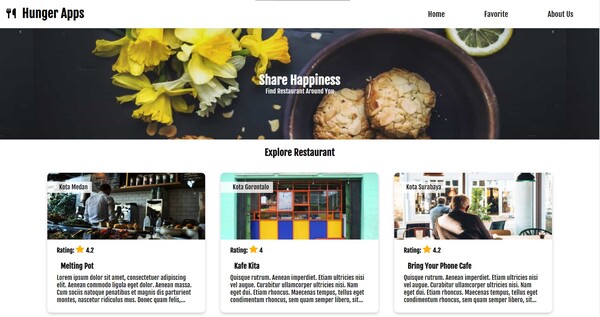 Hunger Apps
Home Favorite About Us
Share Happiness
Find Restaurant Around You
Explore Restaurant
Kota Medan
Rating: 4.2
Melting Pot
Lorem ipsum dolor sit amet, consectetuer adipiscing
elit. Aenean commodo ligula eget dolor. Aenean massa.
Cum sociis natoque penatibus et magnis dis parturient
montes, nascetur ridiculus mus. Donec quam felis,...
Kota Gorontalo
Rating: 4
Kafe Kita
Quisque rutrum. Aenean imperdiet. Etiam ultricies nisi
vel augue. Curabitur ullamcorper ultricies nisi. Nam
eget dui. Etiam rhoncus. Maecenas tempus, tellus eget
condimentum rhoncus, sem quam semper libero, sit...
Kota Surabaya
Rating: 4.2
Bring Your Phone Cafe
Quisque rutrum. Aenean imperdiet. Etiam ultricies nisi
vel augue. Curabitur ullamcorper ultricies nisi. Nam
eget dui. Etiam rhoncus. Maecenas tempus, tellus eget
condimentum rhoncus, sem quam semper libero, sit...